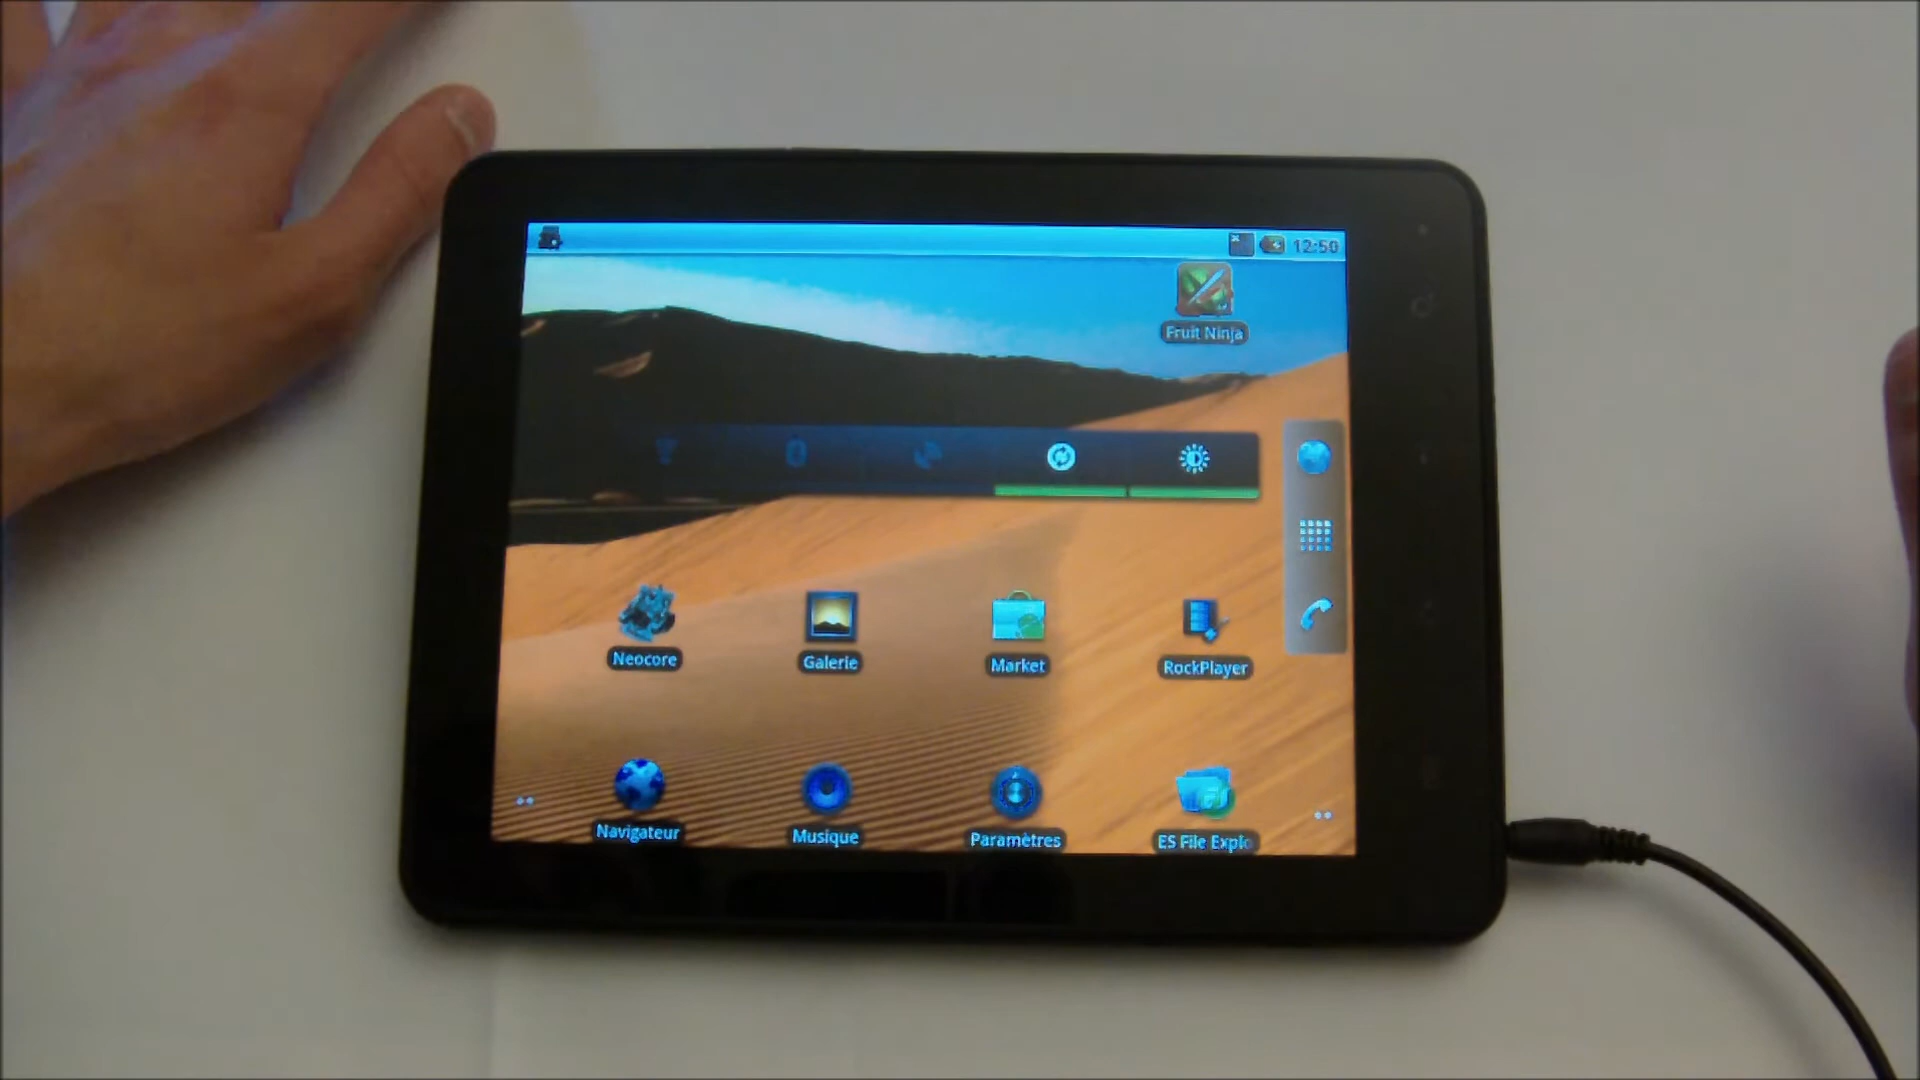 12:50
Fruit Ninja
Neocore
Galerie
Market
RockPlayer
Navigateur
Musique
Paramètres
ES File Explo